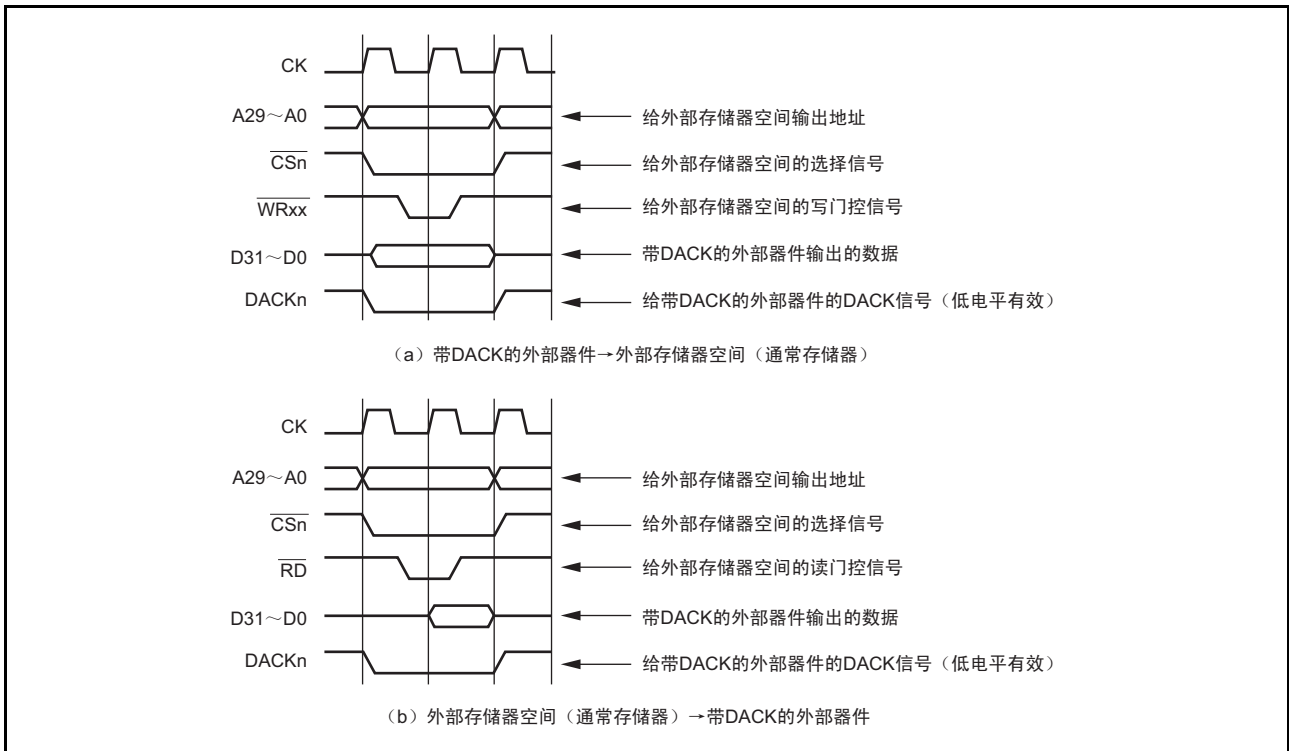 CK
A29～A0 给外部存储器空间输出地址
CSn 给外部存储器空间的选择信号
WRxx 给外部存储器空间的写门控信号
D31～D0 带DACK的外部器件输出的数据
DACKn 给带DACK的外部器件的DACK信号（低电平有效）
（a）带DACK的外部器件→外部存储器空间（通常存储器）
CK
A29～A0 给外部存储器空间输出地址
CSn 给外部存储器空间的选择信号
RD 给外部存储器空间的读门控信号
D31～D0 带DACK的外部器件输出的数据
DACKn 给带DACK的外部器件的DACK信号（低电平有效）
（b）外部存储器空间（通常存储器）→带DACK的外部器件